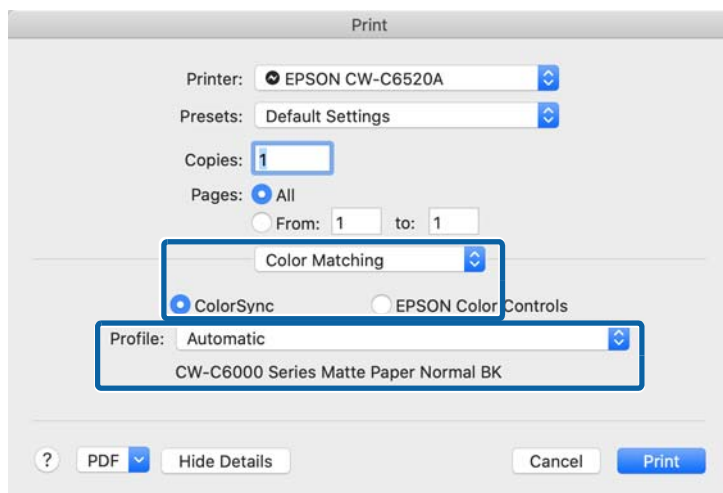 Print
Printer: EPSON CW-C6520A
Presets: Default Settings
Copies: 1
Pages: All
From: 1 to: 1
Color Matching
ColorSync EPSON Color Controls
Profile: Automatic
CW-C6000 Series Matte Paper Normal BK
? PDF Hide Details Cancel Print